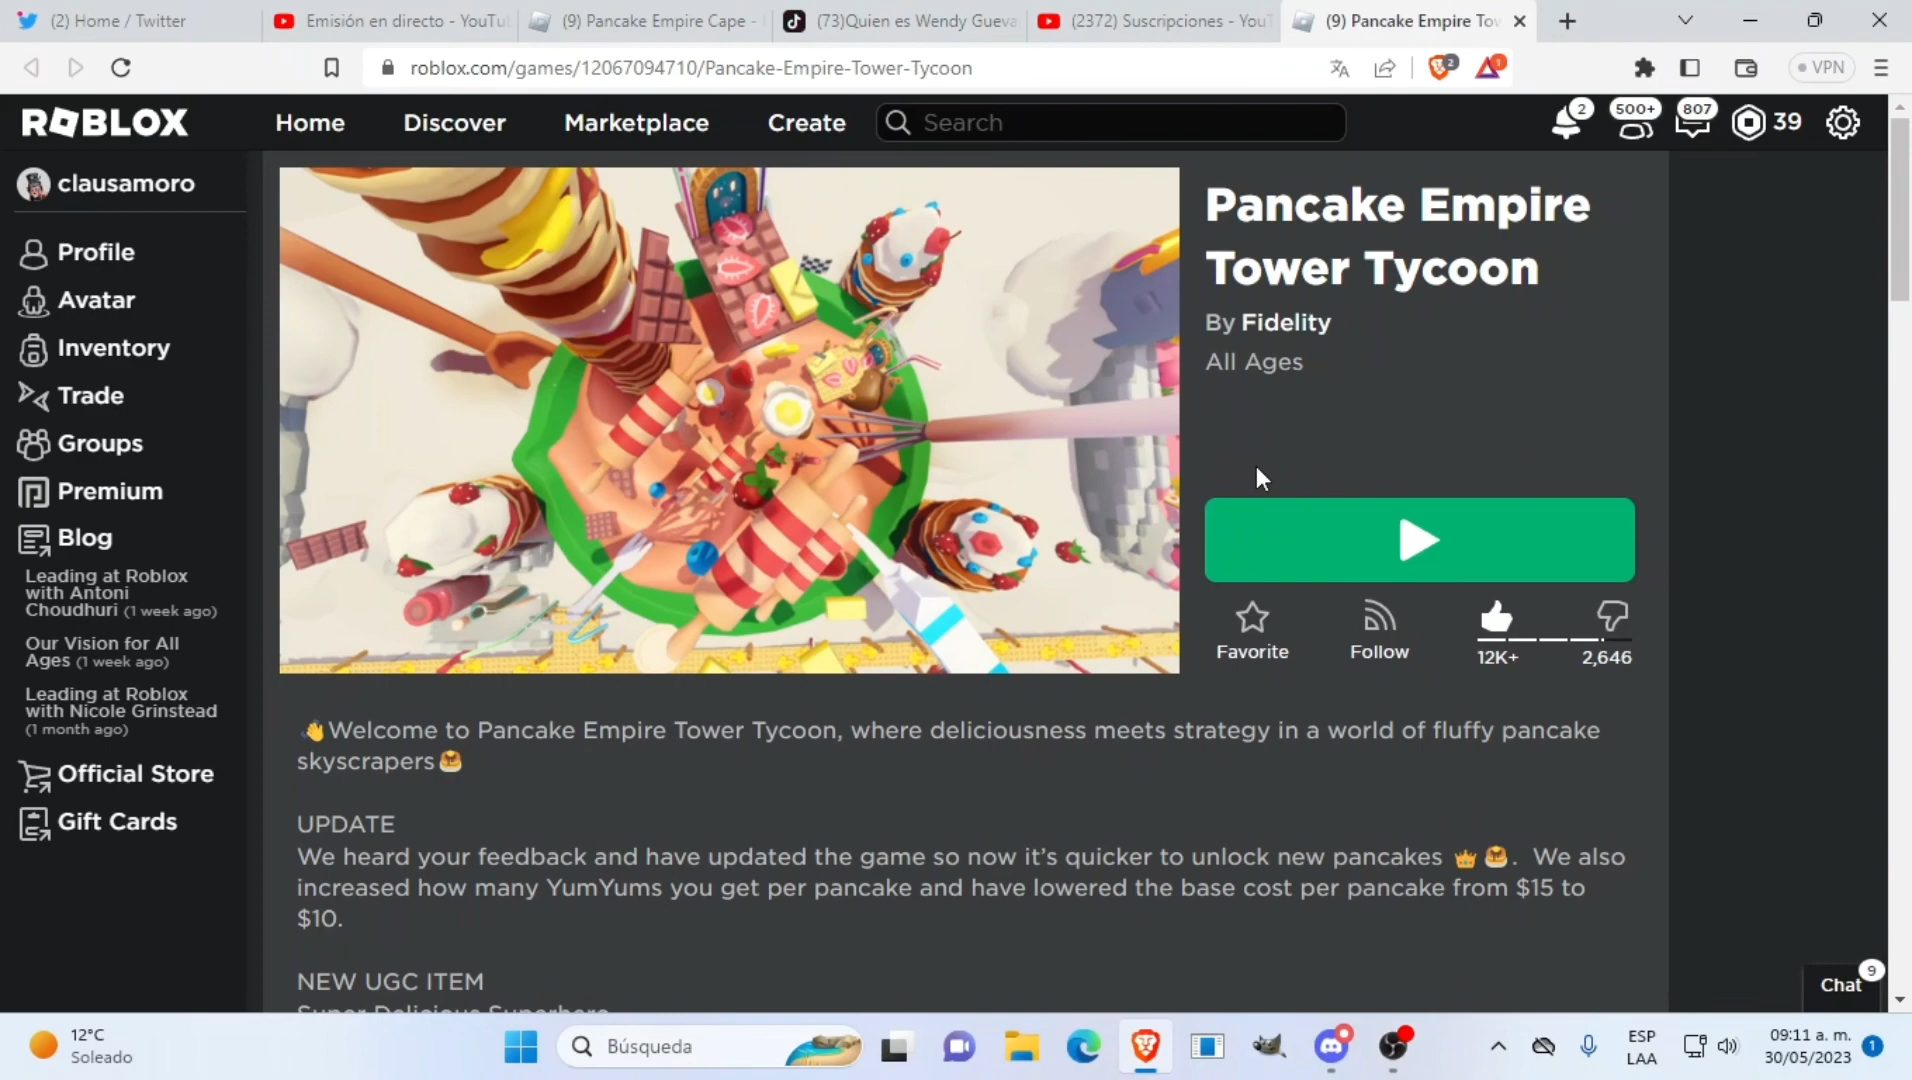 (2) Home / Twitter
Emisión en directo - YouTu
(9) Pancake Empire Cape -
(73)Quien es Wendy Gueva
(2372) Suscripciones - YouT
(9) Pancake Empire Tow
roblox.com/games/12067094710/Pancake-Empire-Tower-Tycoon
2
1
VPN
ROBLOX
Home
Discover
Marketplace
Create
Search
2
500+
807
39
clausamoro
Profile
Avatar
Inventory
Trade
Groups
Premium
Blog
Leading at Roblox
with Antoni
Choudhuri (1 week ago)
Our Vision for All
Ages (1 week ago)
Leading at Roblox
with Nicole Grinstead
(1 month ago)
Official Store
Gift Cards
Pancake Empire
Tower Tycoon
By Fidelity
All Ages
Favorite
Follow
12K+
2,646
👋Welcome to Pancake Empire Tower Tycoon, where deliciousness meets strategy in a world of fluffy pancake
skyscrapers🥞
UPDATE
We heard your feedback and have updated the game so now it's quicker to unlock new pancakes 👑🥞. We also
increased how many YumYums you get per pancake and have lowered the base cost per pancake from $15 to
$10.
NEW UGC ITEM
Super Delicious Superhero
Chat
9
12°C
Soleado
Búsqueda
ESP
LAA
09:11 a. m.
30/05/2023
1